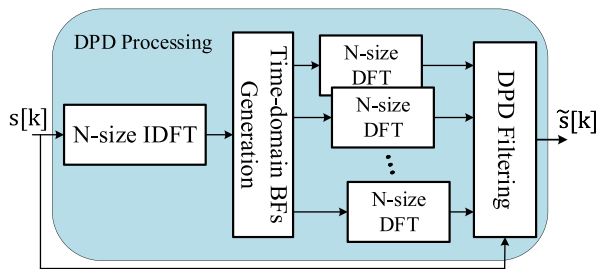 DPD Processing
s[k]
N-size IDFT
Time-domain BFs
Generation
N-size
DFT
N-size
DFT
N-size
DFT
DPD Filtering
s̃[k]